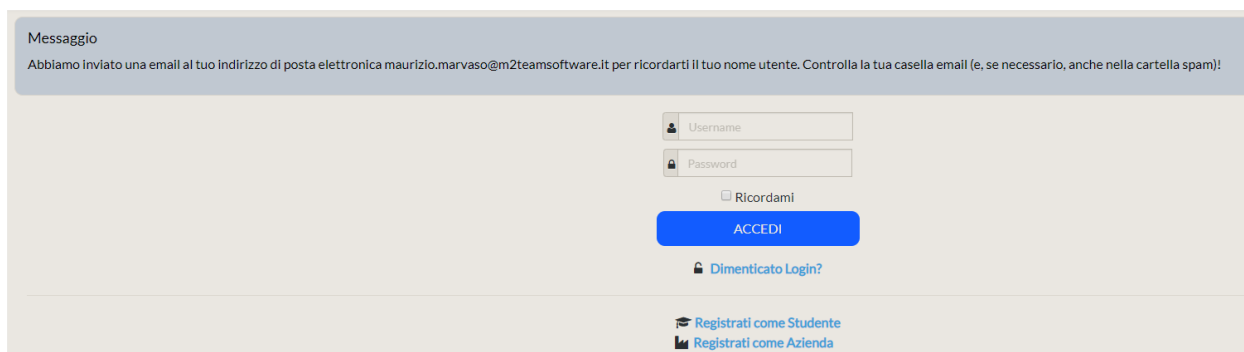 Messaggio
Abbiamo inviato una email al tuo indirizzo di posta elettronica maurizio.marvaso@m2teamsoftware.it per ricordarti il tuo nome utente. Controlla la tua casella email (e, se necessario, anche nella cartella spam)!
Username
Password
Ricordami
ACCEDI
Dimenticato Login?
Registrati come Studente
Registrati come Azienda